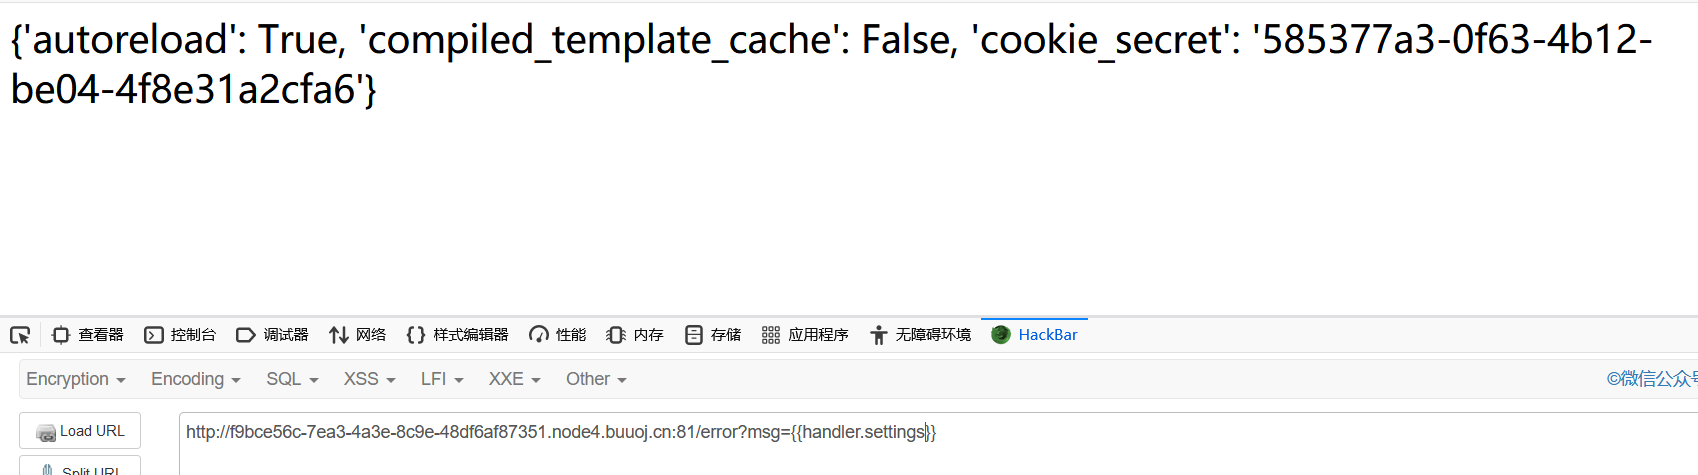 {'autoreload': True, 'compiled_template_cache': False, 'cookie_secret': '585377a3-0f63-4b12-
be04-4f8e31a2cfa6'}
查看器 控制台 调试器 网络 样式编辑器 性能 内存 存储 应用程序 无障碍环境 HackBar
Encryption Encoding SQL XSS LFI XXE Other ©微信公众号
Load URL http://f9bce56c-7ea3-4a3e-8c9e-48df6af87351.node4.buuoj.cn:81/error?msg={{handler.settings}}
Split URL